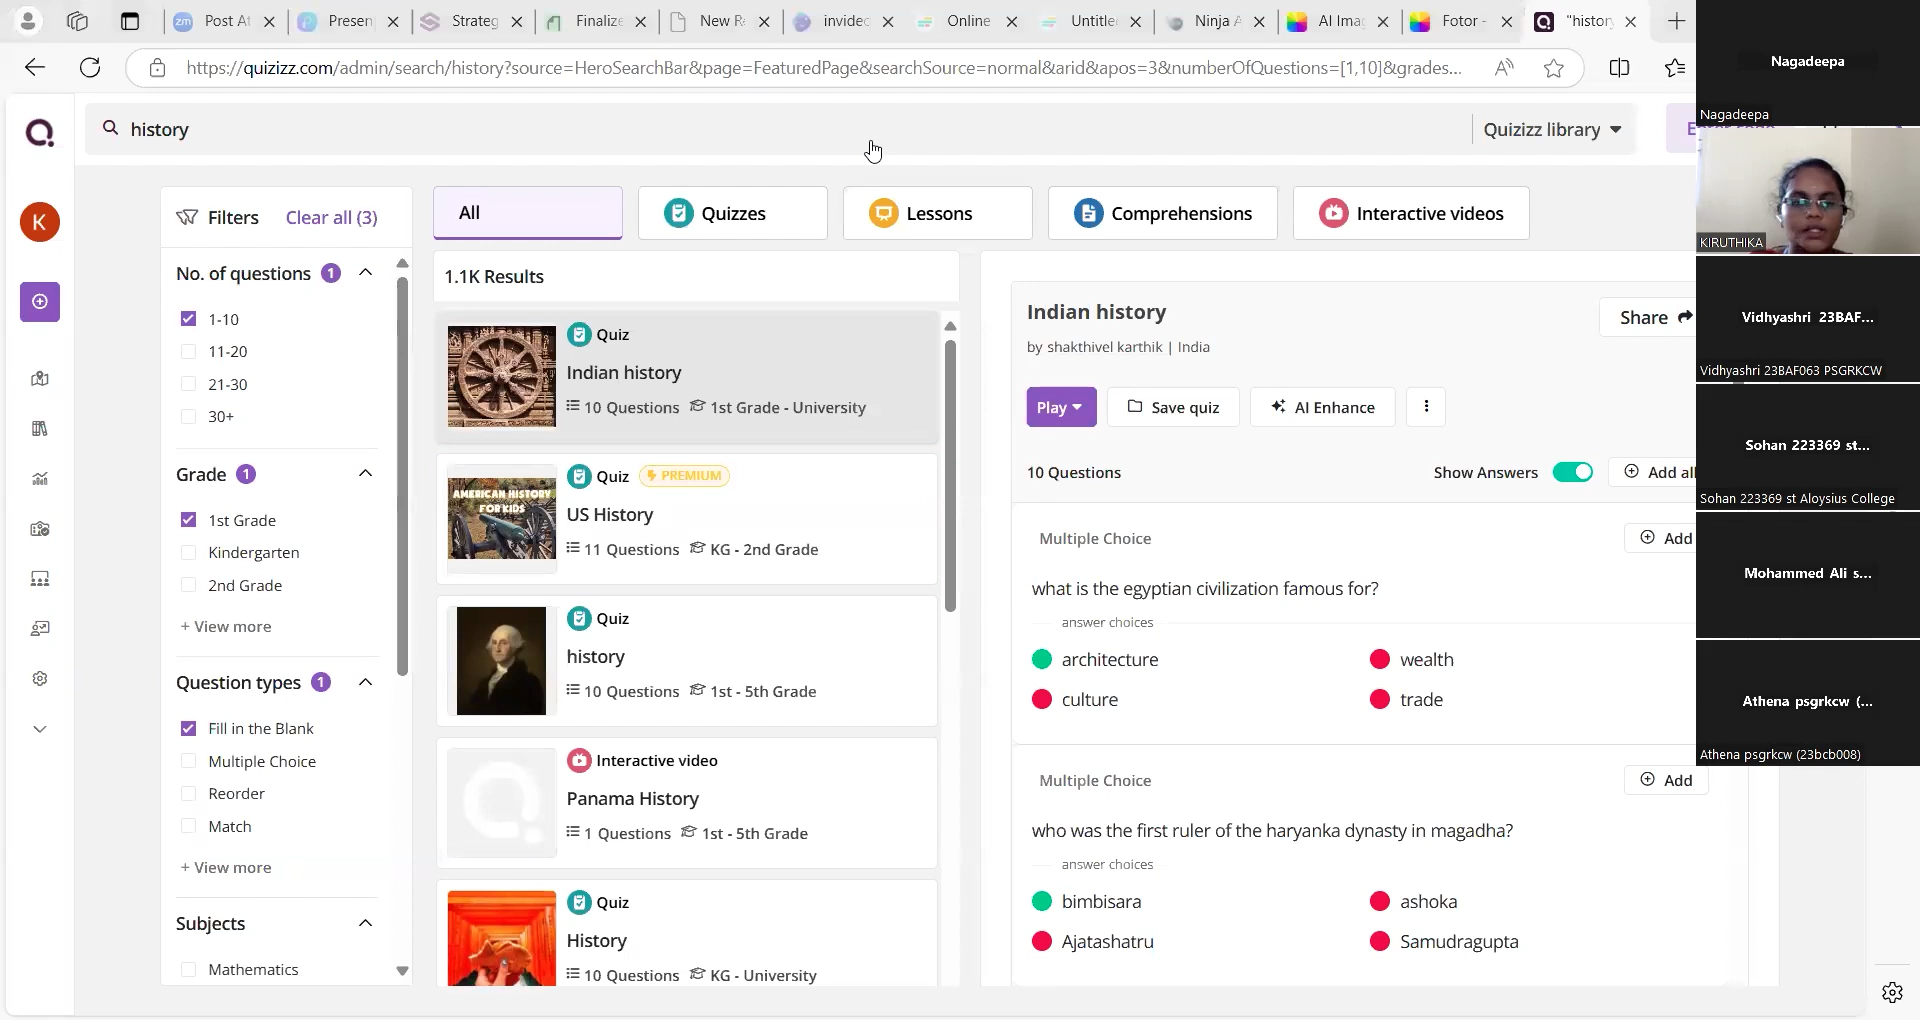 Post At
Presen
Strateg
Finalize
New R
invidec
Online
Untitle
Ninja A
AI Ima
Fotor -
"histor
https://quizizz.com/admin/search/history?source=HeroSearchBar&page=FeaturedPage&searchSource=normal&arid&apos=3&numberOfQuestions=[1,10]&grades...
history
Quizizz library
K
Filters
Clear all (3)
No. of questions 1
1-10
11-20
21-30
30+
Grade 1
1st Grade
Kindergarten
2nd Grade
+ View more
Question types 1
Fill in the Blank
Multiple Choice
Reorder
Match
+ View more
Subjects
Mathematics
All
Quizzes
Lessons
Comprehensions
Interactive videos
1.1K Results
Quiz
Indian history
10 Questions 1st Grade - University
AMERICAN HISTORY
FOR KIDS
Quiz PREMIUM
US History
11 Questions KG - 2nd Grade
Quiz
history
10 Questions 1st - 5th Grade
Interactive video
Panama History
1 Questions 1st - 5th Grade
Quiz
History
10 Questions KG - University
Indian history
by shakthivel karthik | India
Share
Play
Save quiz
AI Enhance
10 Questions
Show Answers
Add all
Multiple Choice
Add
what is the egyptian civilization famous for?
answer choices
architecture
wealth
culture
trade
Multiple Choice
Add
who was the first ruler of the haryanka dynasty in magadha?
answer choices
bimbisara
ashoka
Ajatashatru
Samudragupta
Nagadeepa
Nagadeepa
KIRUTHIKA
Vidhyashri 23BAF...
Vidhyashri 23BAF063 PSGRKCW
Sohan 223369 st...
Sohan 223369 st Aloysius College
Mohammed Ali s...
Athena psgrkcw (...
Athena psgrkcw (23bcb008)